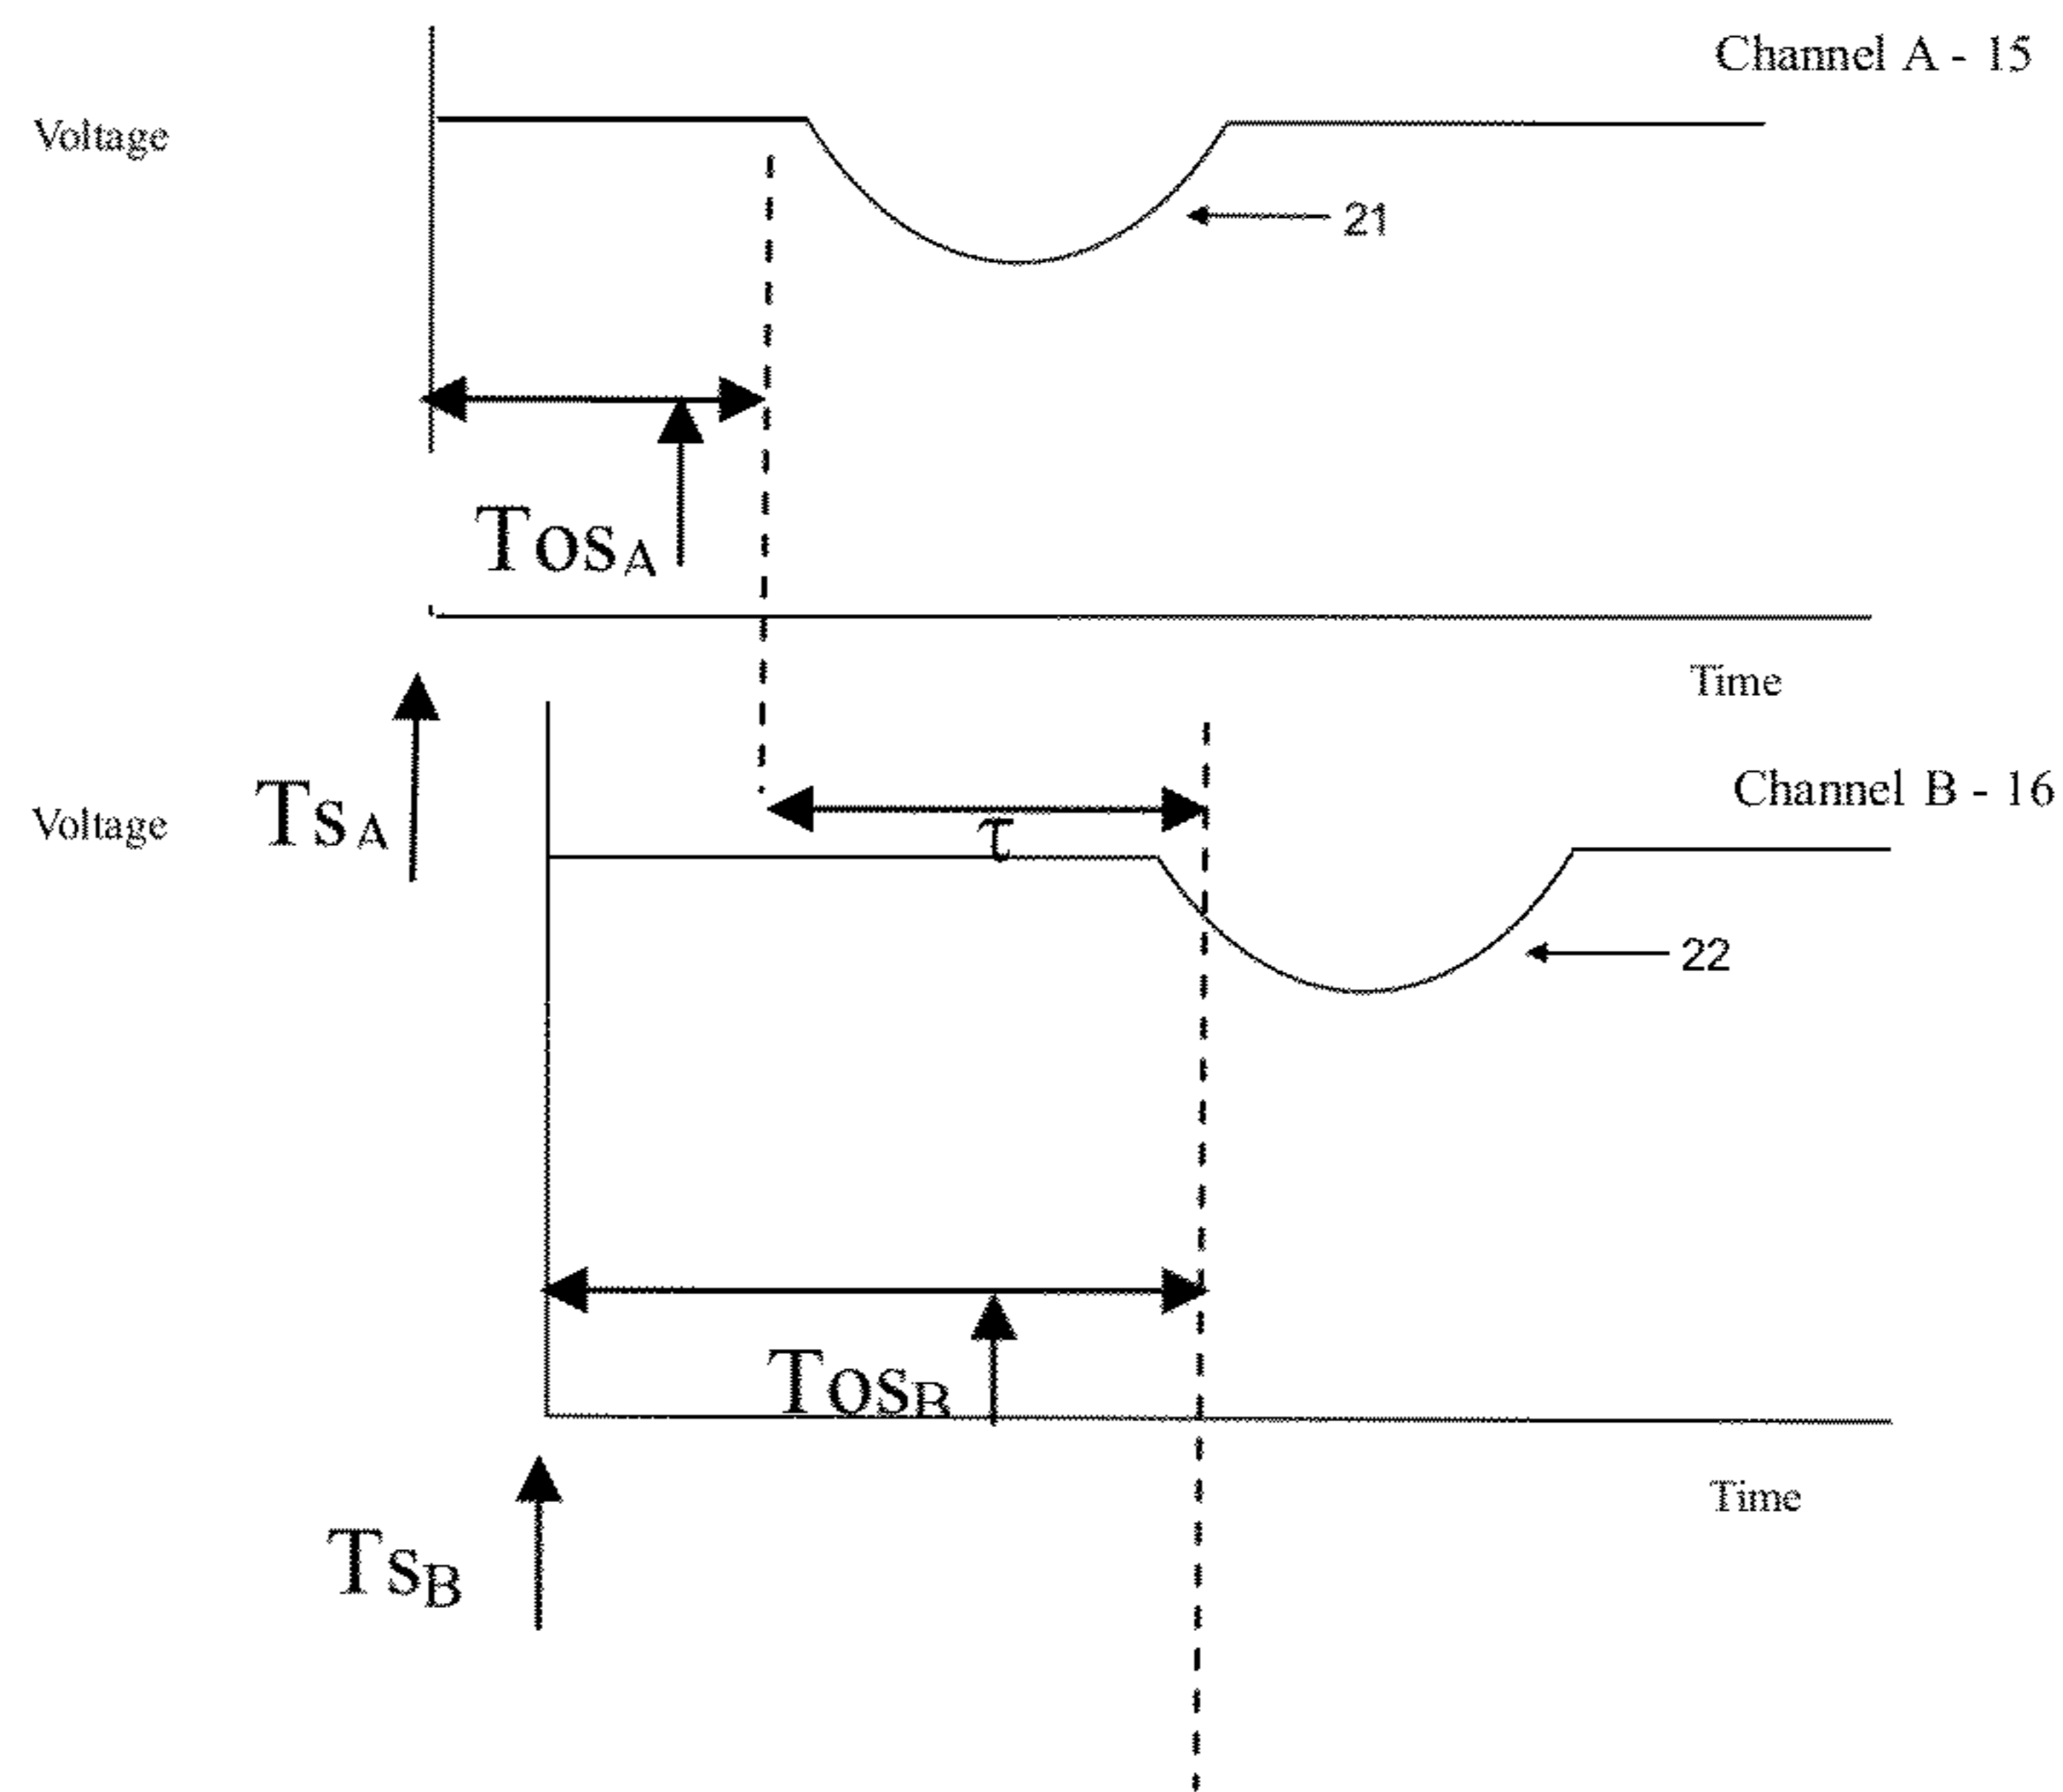 Channel A - 15
Voltage
21
TOSA
Time
TSA
Channel B - 16
Voltage
τ
22
TOSB
Time
TSB